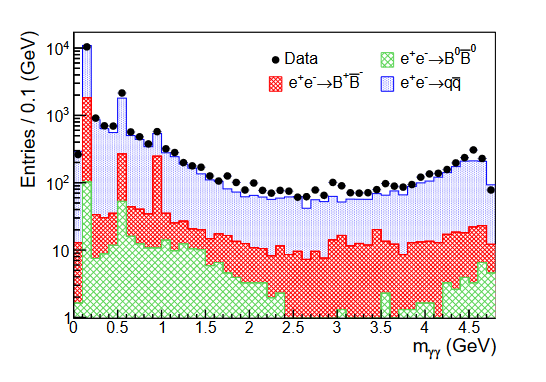 Entries / 0.1 (GeV)
10⁴
10³
10²
10
1
Data
e⁺e⁻→B⁰B̅⁰
e⁺e⁻→B⁺B̅⁻
e⁺e⁻→qq̅
0 0.5 1 1.5 2 2.5 3 3.5 4 4.5
m_γγ (GeV)